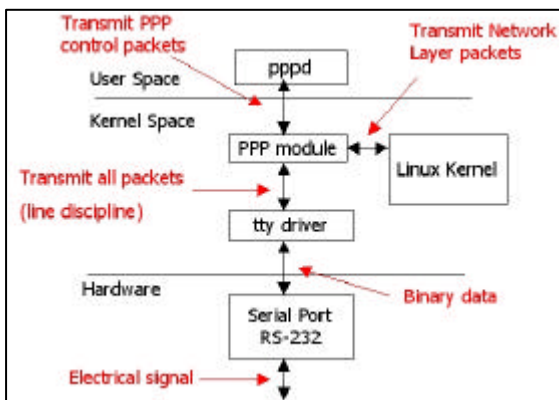 Transmit PPP
control packets
Transmit Network
Layer packets
pppd
User Space
Kernel Space
PPP module
Linux Kernel
Transmit all packets
(line discipline)
tty driver
Hardware
Binary data
Serial Port
RS-232
Electrical signal